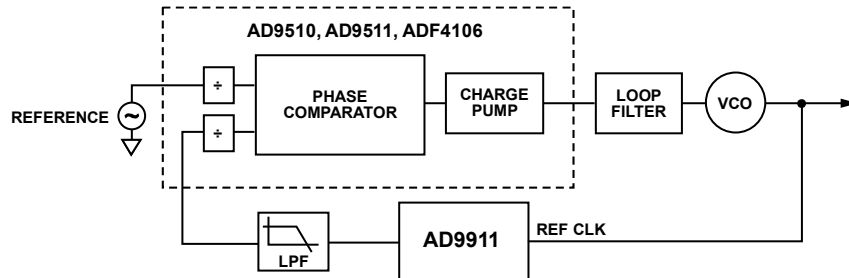 AD9510, AD9511, ADF4106
÷
PHASE
COMPARATOR
CHARGE
PUMP
LOOP
FILTER
VCO
REFERENCE
~
÷
LPF
AD9911
REF CLK